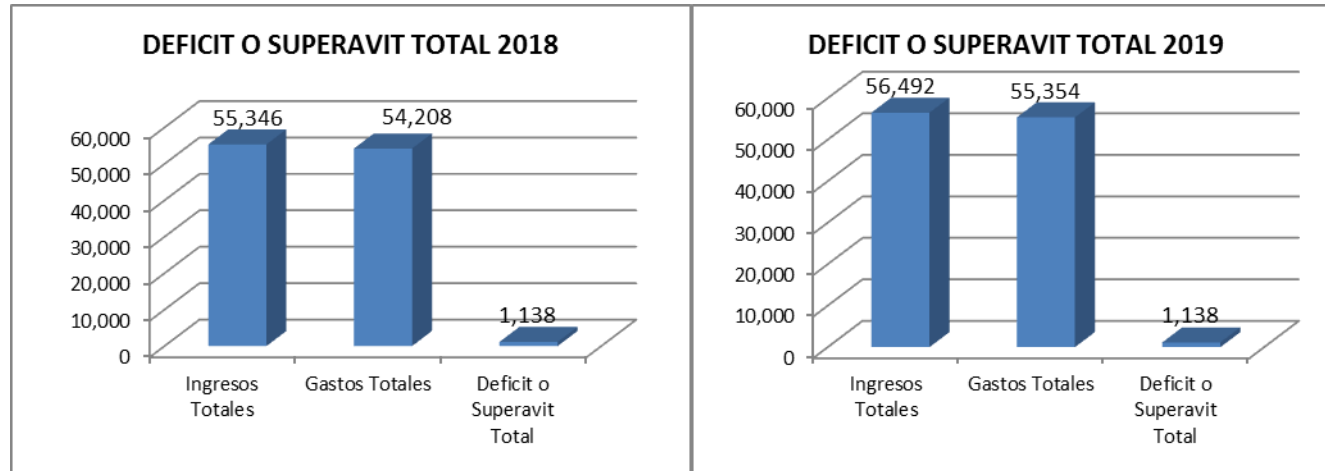 DEFICIT O SUPERAVIT TOTAL 2018
60,000
50,000
40,000
30,000
20,000
10,000
0
55,346
54,208
1,138
Ingresos
Totales
Gastos Totales
Deficit o
Superavit
Total
DEFICIT O SUPERAVIT TOTAL 2019
60,000
50,000
40,000
30,000
20,000
10,000
0
56,492
55,354
1,138
Ingresos
Totales
Gastos Totales
Deficit o
Superavit
Total